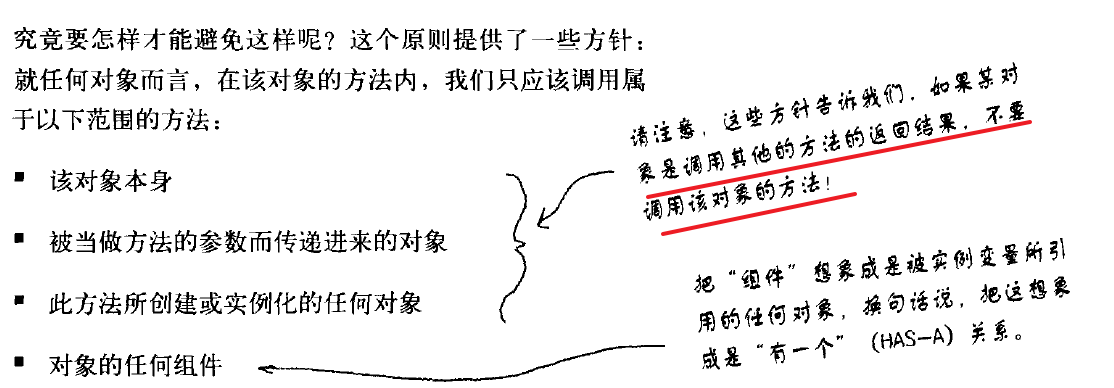 究竟要怎样才能避免这样呢？这个原则提供了一些方针：
就任何对象而言，在该对象的方法内，我们只应该调用属
于以下范围的方法：
▪ 该对象本身
▪ 被当做方法的参数而传递进来的对象
▪ 此方法所创建或实例化的任何对象
▪ 对象的任何组件
请注意，这些方针告诉我们，如果某对
象是调用其他的方法的返回结果，不要
调用该对象的方法！
把“组件”想象成是被实例变量所引
用的任何对象，换句话说，把这想象
成是“有一个”（HAS-A）关系。